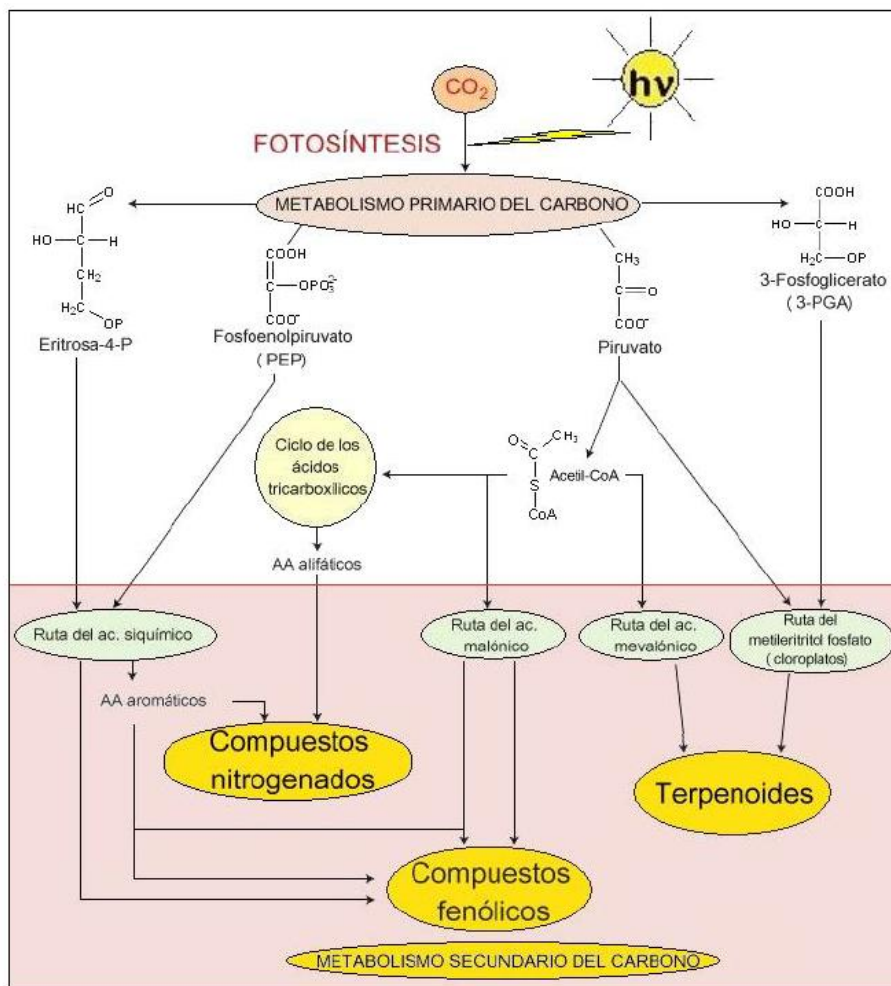 CO2
hν
FOTOSÍNTESIS
METABOLISMO PRIMARIO DEL CARBONO
HC
O
HO
C
H
CH2
H2C
OP
Eritrosa-4-P
COOH
C
OPO3 2-
COO-
Fosfoenolpiruvato
( PEP)
CH3
C
O
COO-
Piruvato
COOH
HO
C
H
H2C
OP
3-Fosfoglicerato
( 3-PGA)
Ciclo de los
ácidos
tricarboxílicos
O
CH3
C
S
CoA
Acetil-CoA
AA alifáticos
Ruta del ac. siquímico
Ruta del ac.
malónico
Ruta del ac.
mevalónico
Ruta del
metileritritol fosfato
( cloroplatos)
AA aromáticos
Compuestos
nitrogenados
Terpenoides
Compuestos
fenólicos
METABOLISMO SECUNDARIO DEL CARBONO